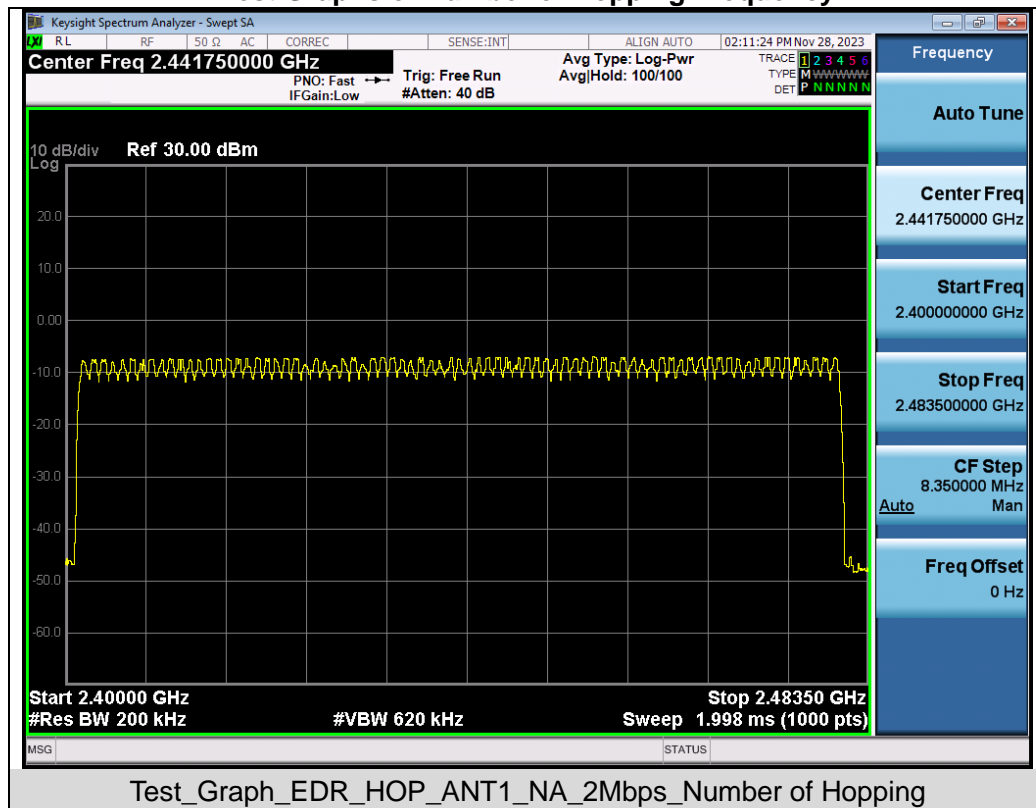 Keysight Spectrum Analyzer - Swept SA
LXI RL RF 50 Ω AC CORREC SENSE:INT ALIGN AUTO 02:11:24 PM Nov 28, 2023
Center Freq 2.441750000 GHz
PNO: Fast
IFGain:Low
Trig: Free Run
#Atten: 40 dB
Avg Type: Log-Pwr
Avg|Hold: 100/100
TRACE 1 2 3 4 5 6
TYPE M WWWWW
DET P N N N N N
10 dB/div Ref 30.00 dBm
Log
20.0
10.0
0.00
-10.0
-20.0
-30.0
-40.0
-50.0
-60.0
Start 2.40000 GHz Stop 2.48350 GHz
#Res BW 200 kHz #VBW 620 kHz Sweep 1.998 ms (1000 pts)
MSG STATUS
Frequency
Auto Tune
Center Freq
2.441750000 GHz
Start Freq
2.400000000 GHz
Stop Freq
2.483500000 GHz
CF Step
8.350000 MHz
Auto Man
Freq Offset
0 Hz
Test_Graph_EDR_HOP_ANT1_NA_2Mbps_Number of Hopping